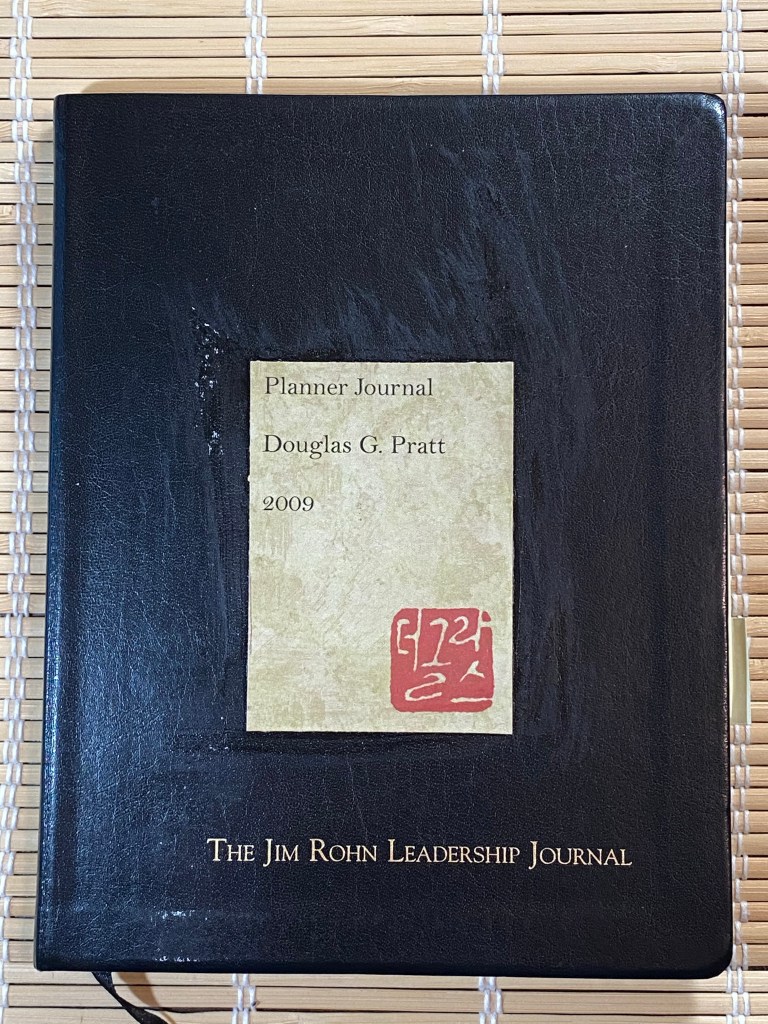 Planner Journal
Douglas G. Pratt
2009
더글라스
THE JIM ROHN LEADERSHIP JOURNAL